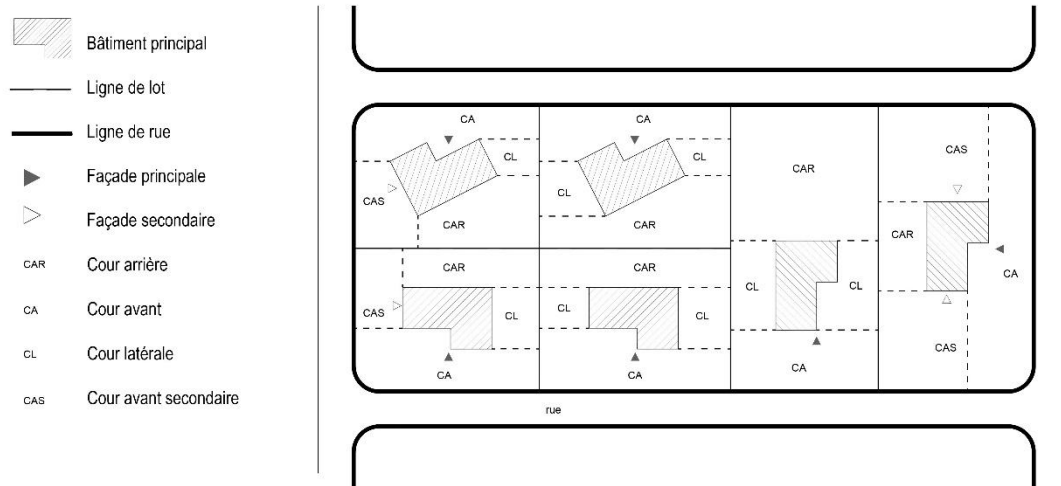 Bâtiment principal
Ligne de lot
Ligne de rue
Façade principale
Façade secondaire
CAR Cour arrière
CA Cour avant
CL Cour latérale
CAS Cour avant secondaire
CA CA
CL CL
CAS CL
CAR CAR
CAR CAR
CAS CL CL CL
CA CA
CAR
CL CL
CA
CAS
CAR
CA
CAS
rue